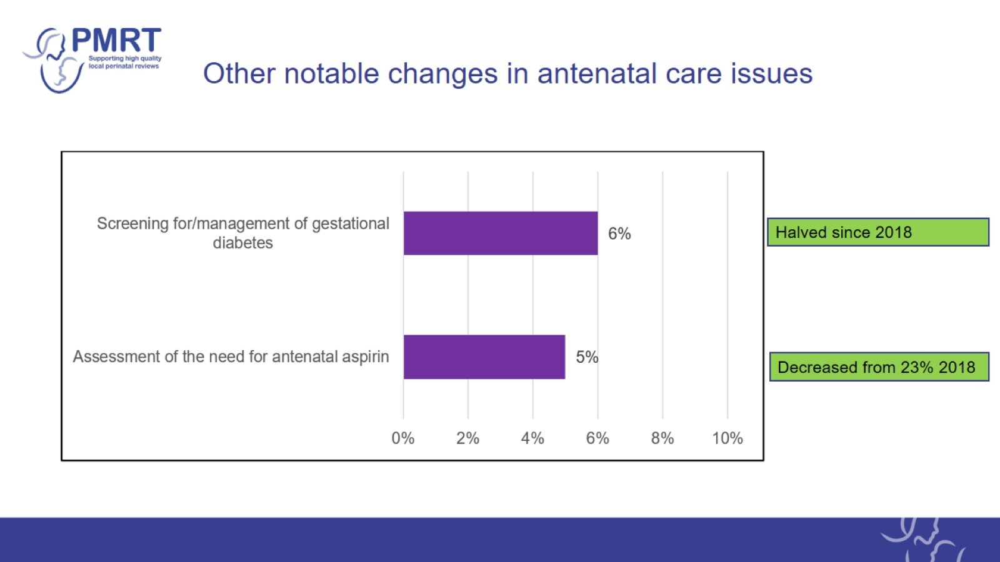 PMRT
Supporting high quality
local perinatal reviews
Other notable changes in antenatal care issues
Screening for/management of gestational
diabetes
6%
Halved since 2018
Assessment of the need for antenatal aspirin
5%
Decreased from 23% 2018
0% 2% 4% 6% 8% 10%